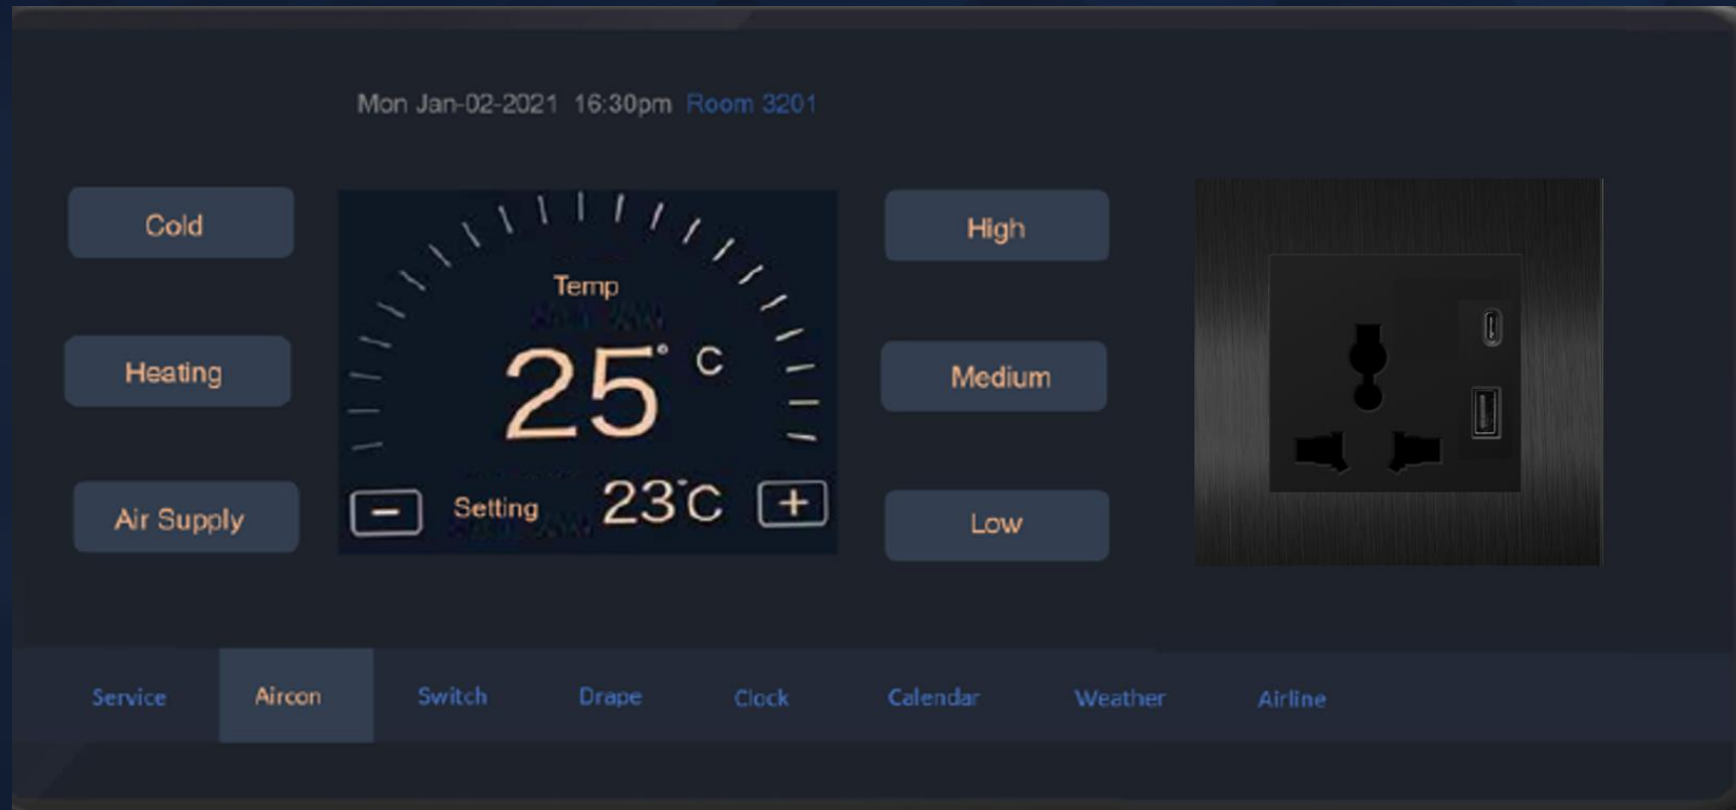 Mon Jan-02-2021 16:30pm Room 3201
Cold
Heating
Air Supply
Temp
25° C
− Setting 23°C +
High
Medium
Low
Service Aircon Switch Drape Clock Calendar Weather Airline